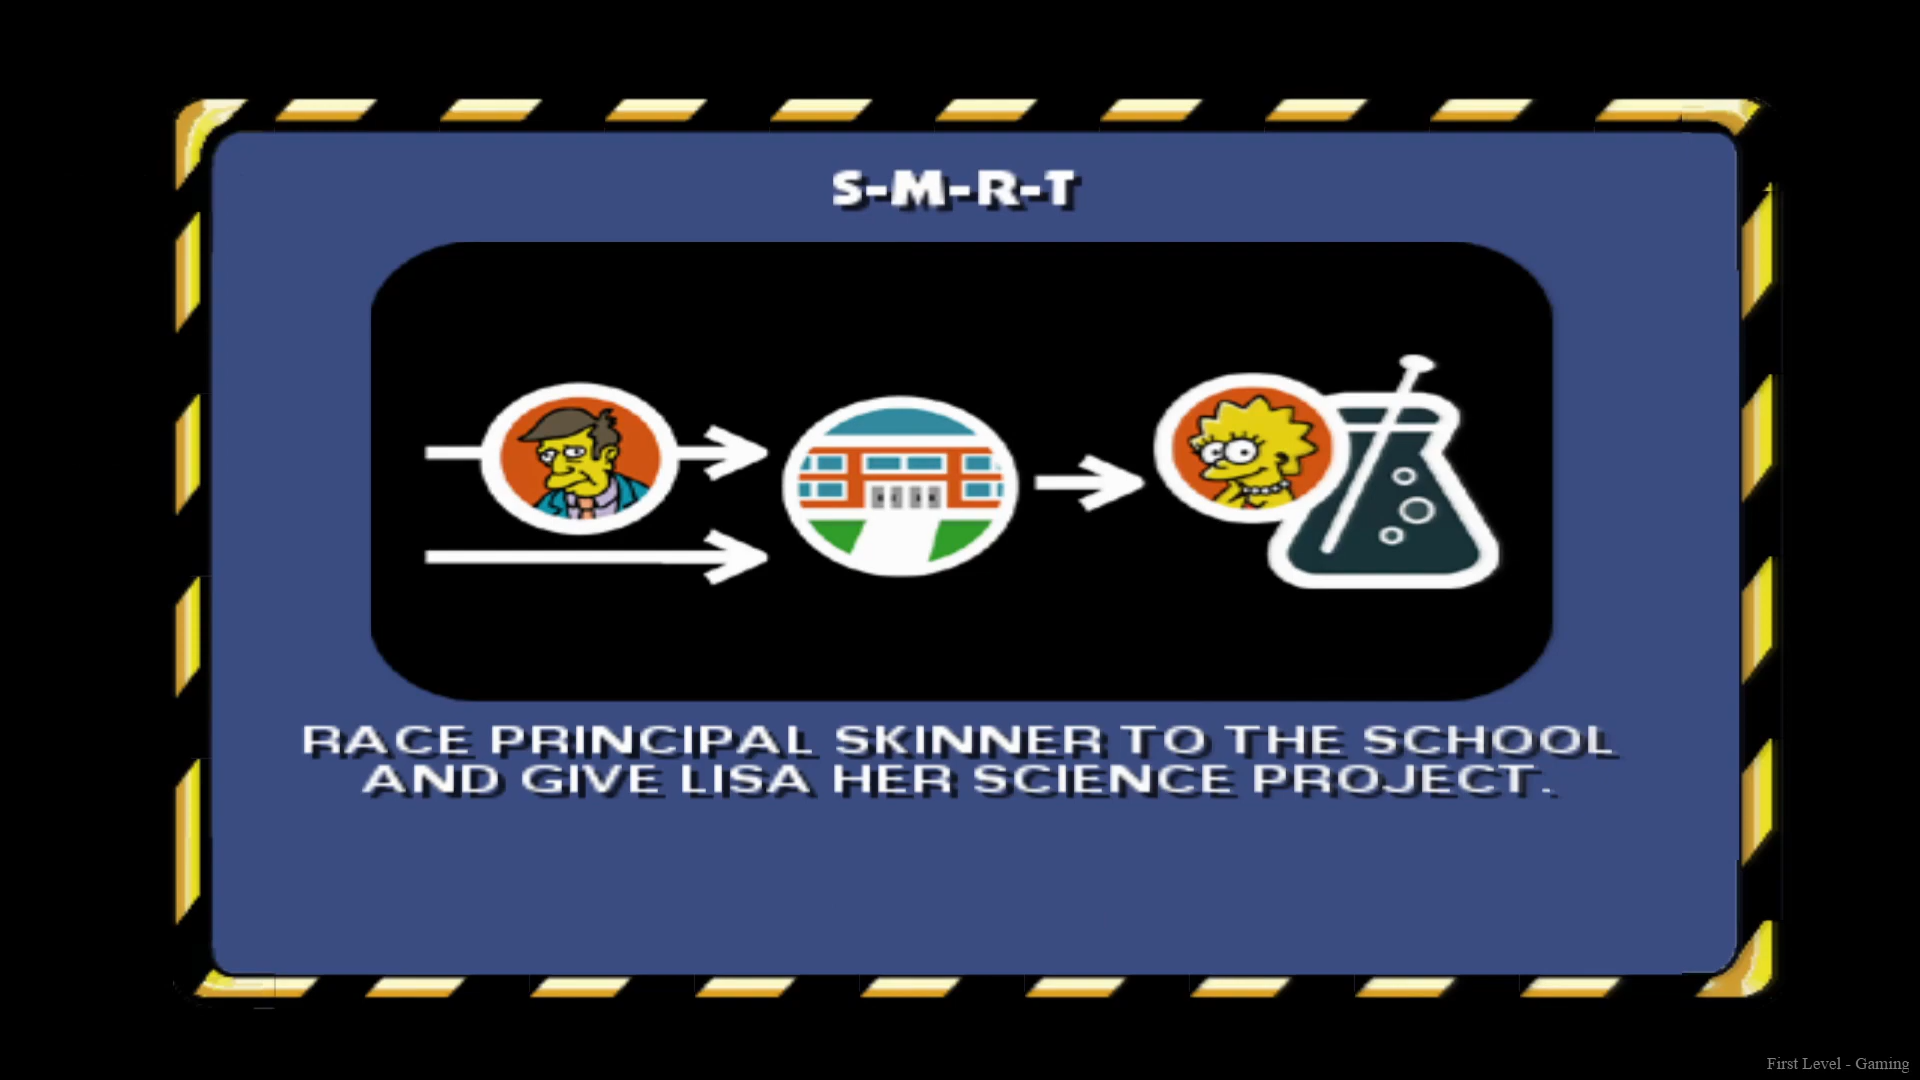 S-M-R-T
RACE PRINCIPAL SKINNER TO THE SCHOOL
AND GIVE LISA HER SCIENCE PROJECT.
First Level - Gaming